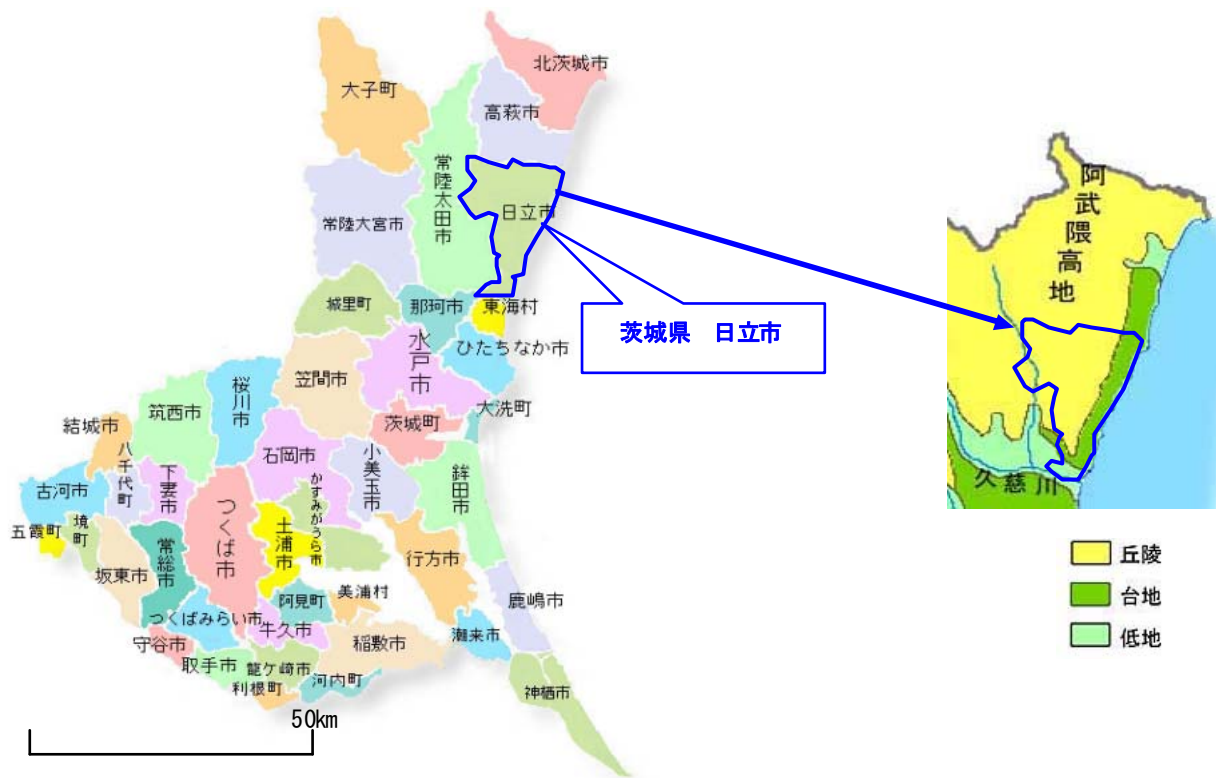 北茨城市
大子町
高萩市
常陸太田市
日立市
常陸大宮市
城里町
那珂市
東海村
茨城県 日立市
ひたちなか市
水戸市
笠間市
大洗町
茨城町
桜川市
筑西市
結城市
石岡市
小美玉市
鉾田市
八千代町
下妻市
かすみがうら市
古河市
つくば市
土浦市
五霞町
境町
常総市
行方市
坂東市
美浦村
阿見町
鹿嶋市
つくばみらい市
牛久市
稲敷市
潮来市
守谷市
取手市
龍ケ崎市
利根町
河内町
神栖市
50km
阿武隈高地
久慈川
丘陵
台地
低地